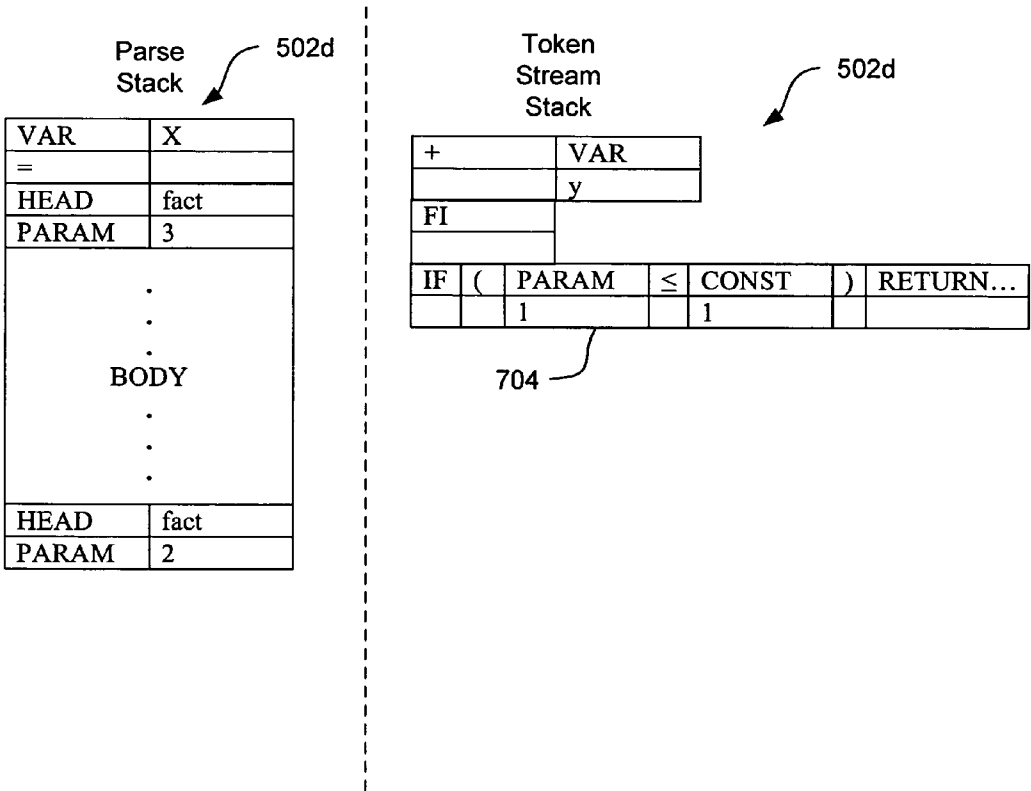 Parse
Stack
502d
VAR X
=
HEAD fact
PARAM 3
BODY
HEAD fact
PARAM 2
Token
Stream
Stack
502d
+ VAR
y
FI
IF ( PARAM ≤ CONST ) RETURN...
1 1
704